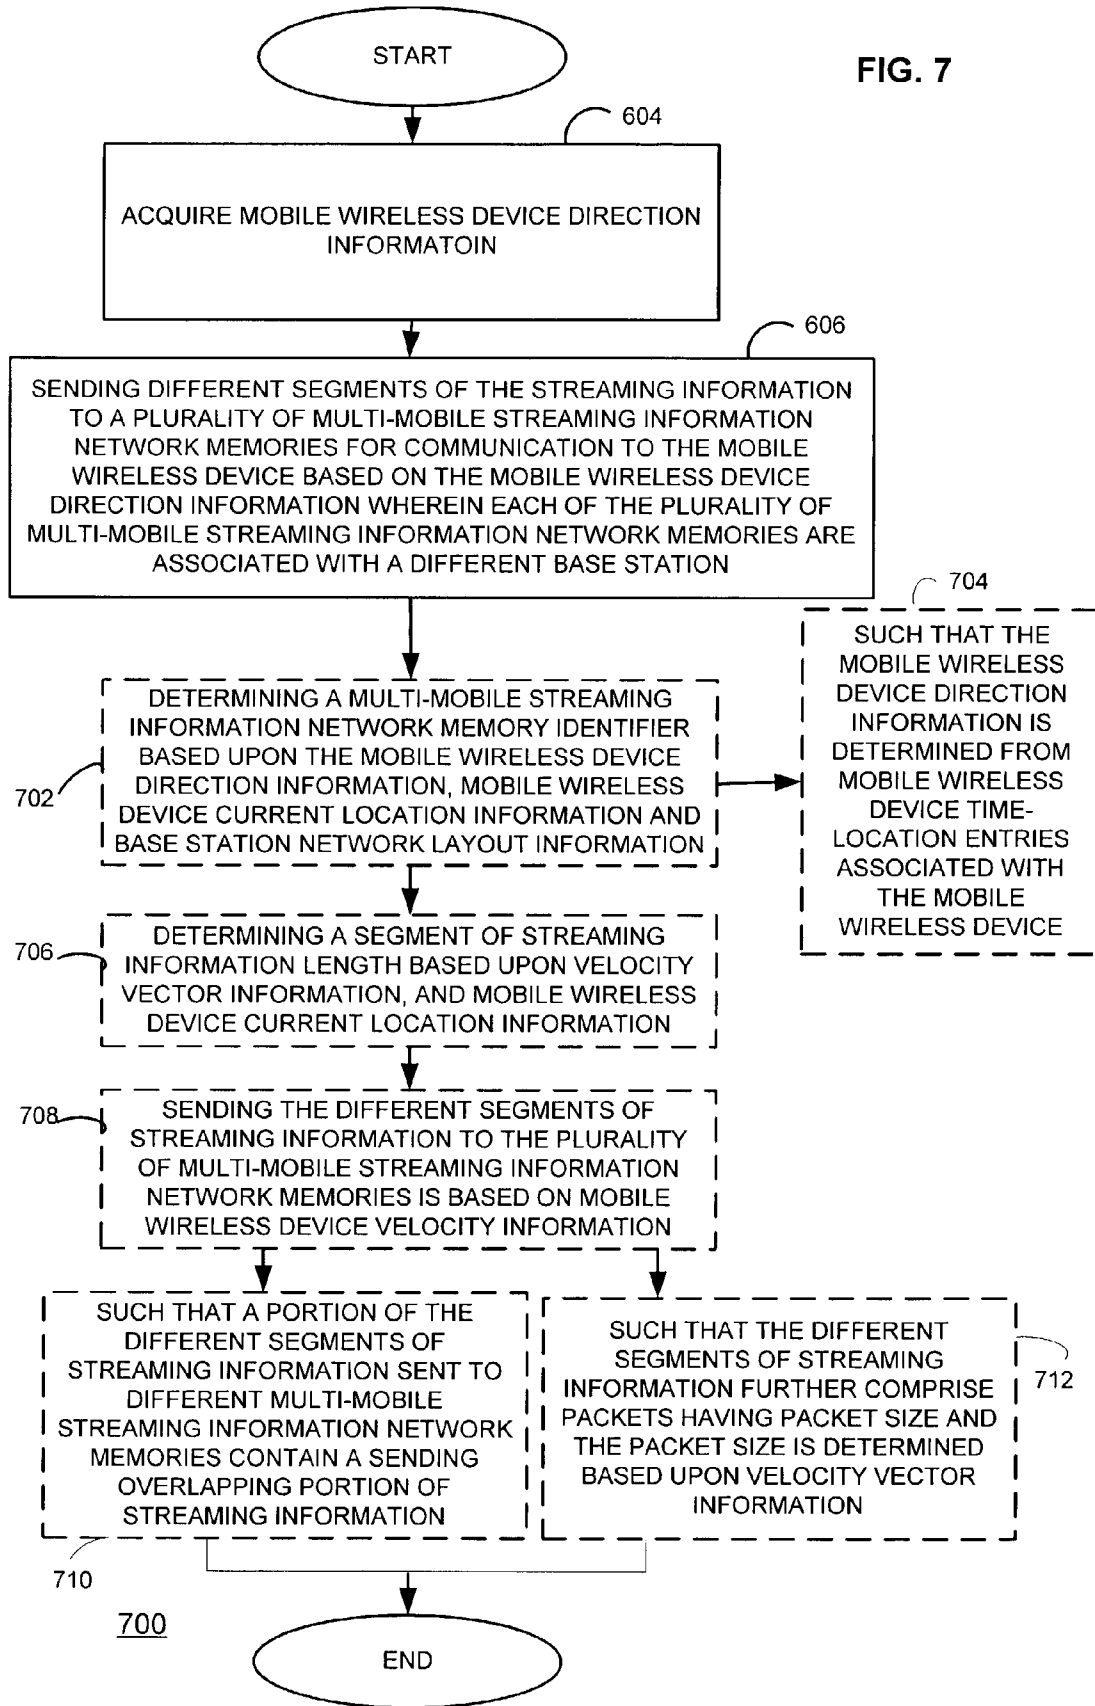 START
FIG. 7
604
ACQUIRE MOBILE WIRELESS DEVICE DIRECTION
INFORMATOIN
606
SENDING DIFFERENT SEGMENTS OF THE STREAMING INFORMATION
TO A PLURALITY OF MULTI-MOBILE STREAMING INFORMATION
NETWORK MEMORIES FOR COMMUNICATION TO THE MOBILE
WIRELESS DEVICE BASED ON THE MOBILE WIRELESS DEVICE
DIRECTION INFORMATION WHEREIN EACH OF THE PLURALITY OF
MULTI-MOBILE STREAMING INFORMATION NETWORK MEMORIES ARE
ASSOCIATED WITH A DIFFERENT BASE STATION
702
DETERMINING A MULTI-MOBILE STREAMING
INFORMATION NETWORK MEMORY IDENTIFIER
BASED UPON THE MOBILE WIRELESS DEVICE
DIRECTION INFORMATION, MOBILE WIRELESS
DEVICE CURRENT LOCATION INFORMATION AND
BASE STATION NETWORK LAYOUT INFORMATION
704
SUCH THAT THE
MOBILE WIRELESS
DEVICE DIRECTION
INFORMATION IS
DETERMINED FROM
MOBILE WIRELESS
DEVICE TIME-
LOCATION ENTRIES
ASSOCIATED WITH
THE MOBILE
WIRELESS DEVICE
706
DETERMINING A SEGMENT OF STREAMING
INFORMATION LENGTH BASED UPON VELOCITY
VECTOR INFORMATION, AND MOBILE WIRELESS
DEVICE CURRENT LOCATION INFORMATION
708
SENDING THE DIFFERENT SEGMENTS OF
STREAMING INFORMATION TO THE PLURALITY
OF MULTI-MOBILE STREAMING INFORMATION
NETWORK MEMORIES IS BASED ON MOBILE
WIRELESS DEVICE VELOCITY INFORMATION
SUCH THAT A PORTION OF THE
DIFFERENT SEGMENTS OF
STREAMING INFORMATION SENT TO
DIFFERENT MULTI-MOBILE
STREAMING INFORMATION NETWORK
MEMORIES CONTAIN A SENDING
OVERLAPPING PORTION OF
STREAMING INFORMATION
710
SUCH THAT THE DIFFERENT
SEGMENTS OF STREAMING
INFORMATION FURTHER COMPRISE
PACKETS HAVING PACKET SIZE AND
THE PACKET SIZE IS DETERMINED
BASED UPON VELOCITY VECTOR
INFORMATION
712
700
END